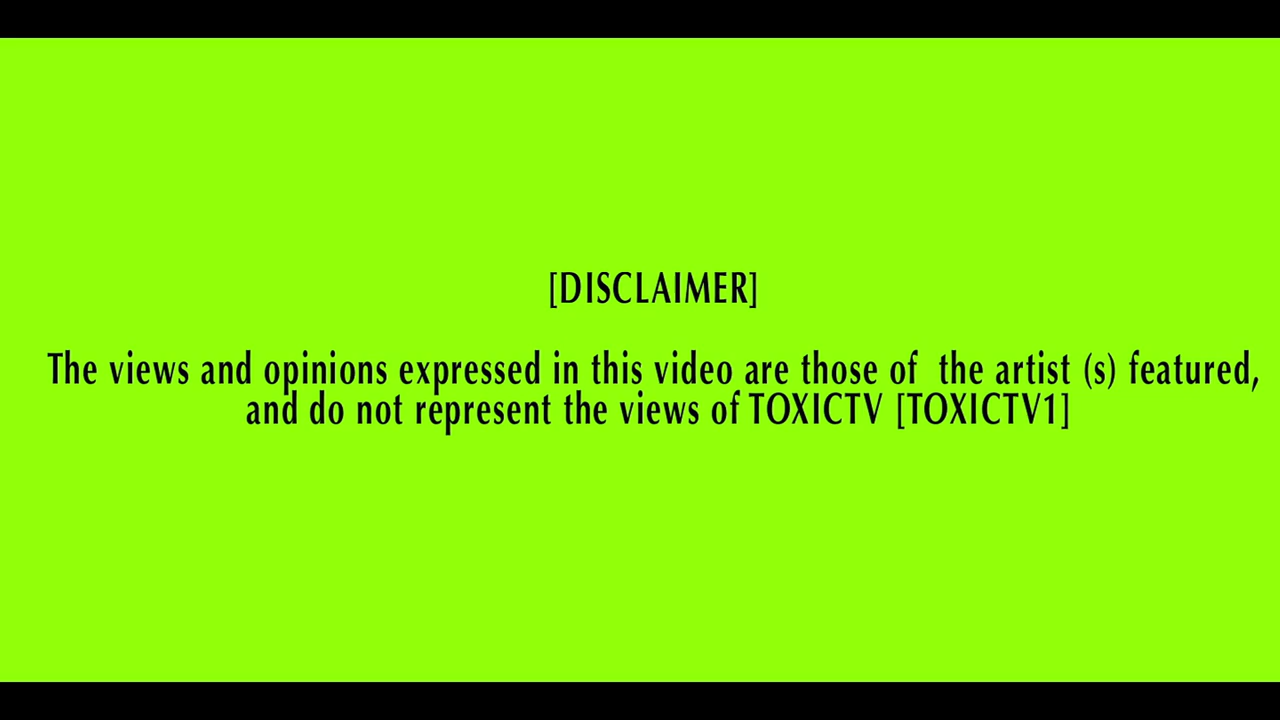 [DISCLAIMER]
The views and opinions expressed in this video are those of  the artist (s) featured,
and do not represent the views of TOXICTV [TOXICTV1]